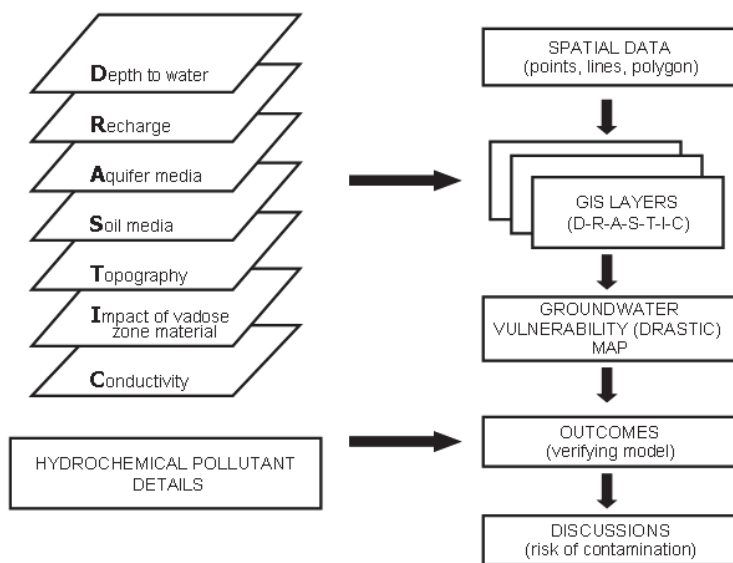 Depth to water
Recharge
Aquifer media
Soil media
Topography
Impact of vadose
zone material
Conductivity
HYDROCHEMICAL POLLUTANT
DETAILS
SPATIAL DATA
(points, lines, polygon)
GIS LAYERS
(D-R-A-S-T-I-C)
GROUNDWATER
VULNERABILITY (DRASTIC)
MAP
OUTCOMES
(verifying model)
DISCUSSIONS
(risk of contamination)